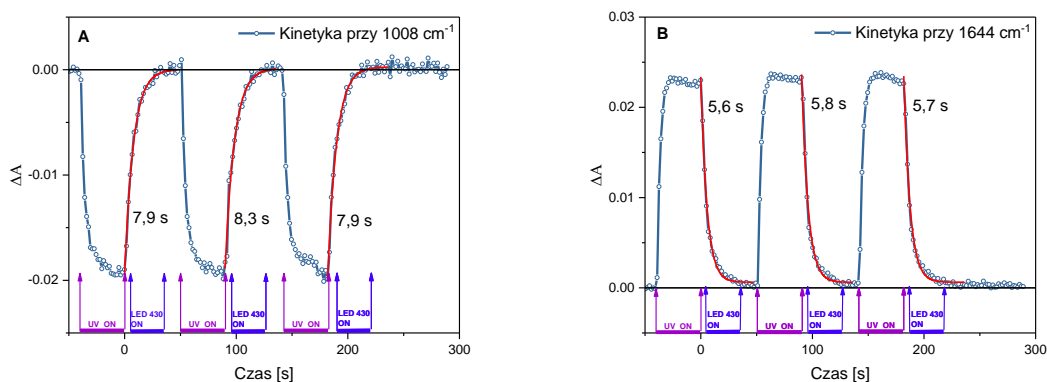 A
Kinetyka przy 1008 cm-1
0.00
-0.01
-0.02
ΔA
7,9 s
8,3 s
7,9 s
UV ON
LED 430
ON
UV ON
LED 430
ON
UV ON
LED 430
ON
0 100 200 300
Czas [s]
B
Kinetyka przy 1644 cm-1
0.03
0.02
0.01
0.00
ΔA
5,6 s
5,8 s
5,7 s
UV ON
LED 430
ON
UV ON
LED 430
ON
UV ON
LED 430
ON
0 100 200 300
Czas [s]